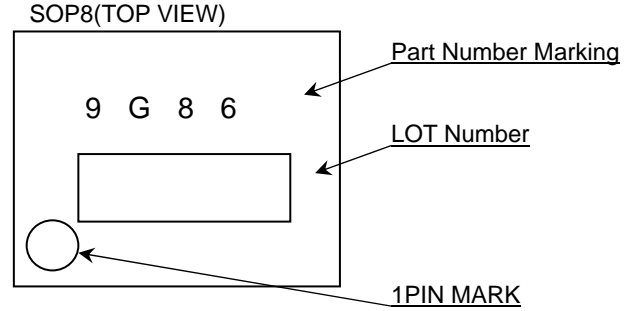 SOP8(TOP VIEW)
Part Number Marking
9 G 8 6
LOT Number
1PIN MARK